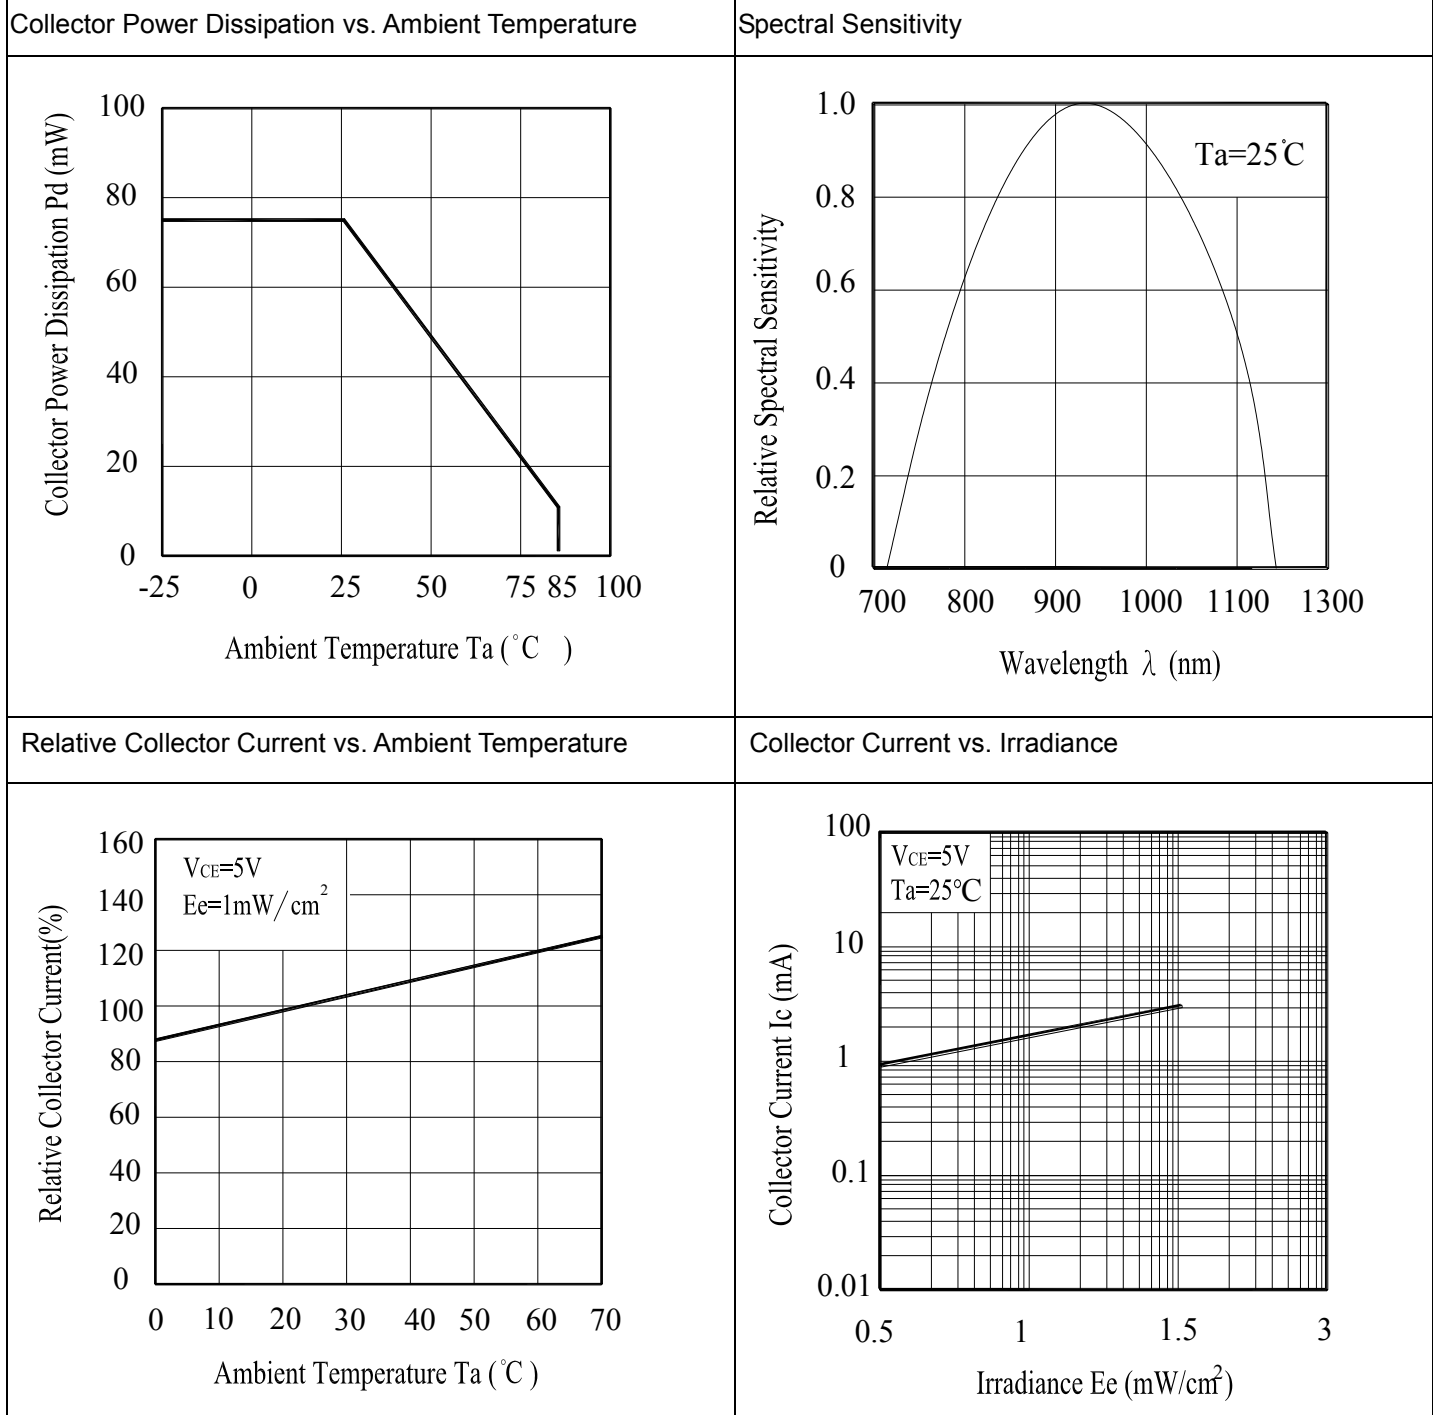 Collector Power Dissipation vs. Ambient Temperature
Spectral Sensitivity
Collector Power Dissipation Pd (mW)
100
80
60
40
20
0
-25 0 25 50 75 85 100
Ambient Temperature Ta (°C )
Relative Spectral Sensitivity
1.0
0.8
0.6
0.4
0.2
0
Ta=25°C
700 800 900 1000 1100 1300
Wavelength λ (nm)
Relative Collector Current vs. Ambient Temperature
Collector Current vs. Irradiance
Relative Collector Current(%)
160
140
120
100
80
60
40
20
0
VCE=5V
Ee=1mW/cm²
0 10 20 30 40 50 60 70
Ambient Temperature Ta (°C )
Collector Current Ic (mA)
100
10
1
0.1
0.01
VCE=5V
Ta=25°C
0.5 1 1.5 3
Irradiance Ee (mW/cm²)